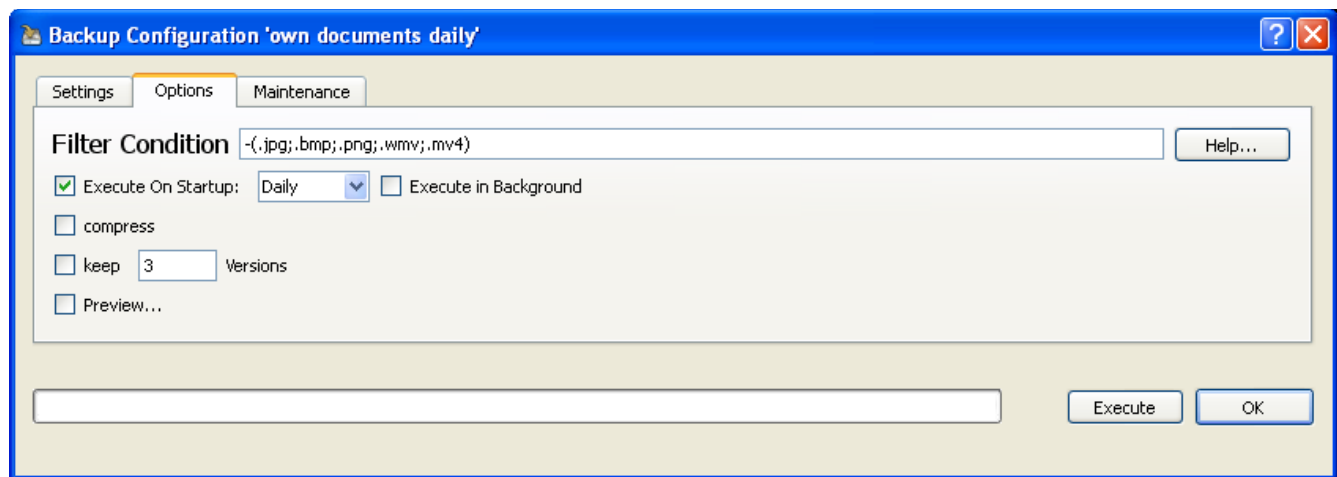 Backup Configuration 'own documents daily'
Settings Options Maintenance
Filter Condition -(.jpg;.bmp;.png;.wmv;.mv4) Help...
Execute On Startup: Daily Execute in Background
compress
keep 3 Versions
Preview...
Execute OK